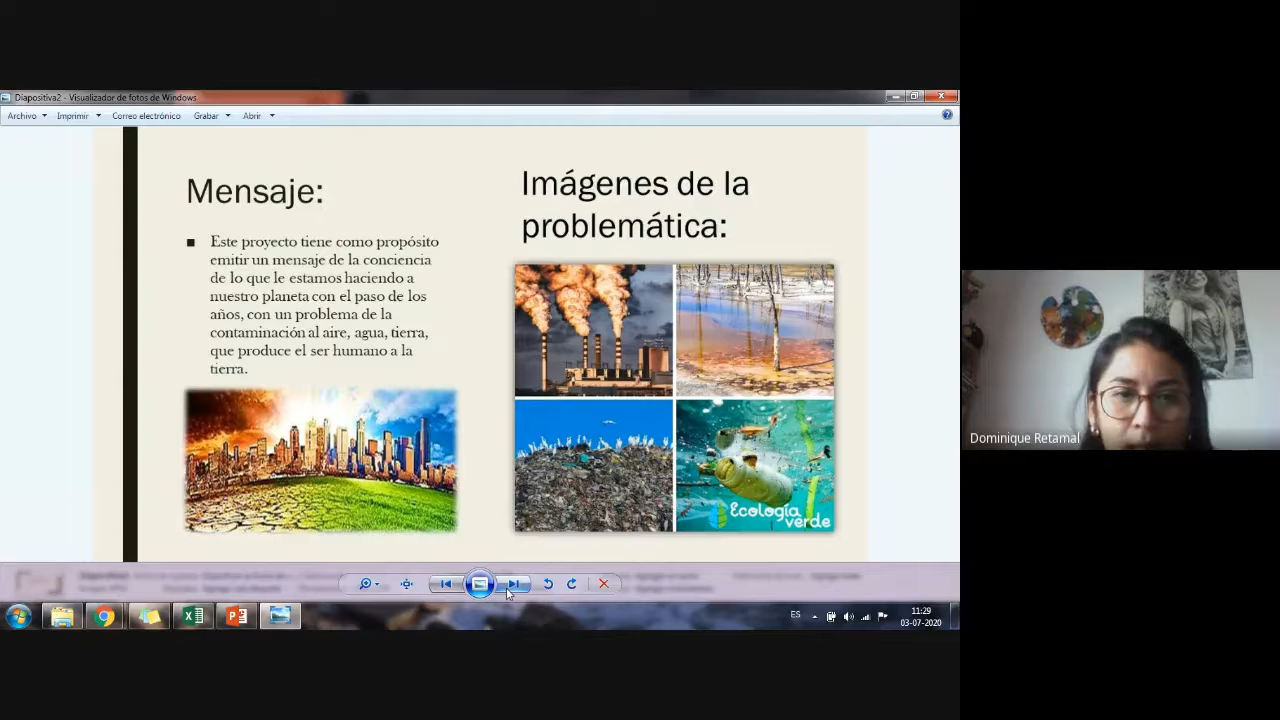 Diapositiva2 - Visualizador de fotos de Windows
Archivo Imprimir Correo electrónico Grabar Abrir
Mensaje:
Este proyecto tiene como propósito
emitir un mensaje de la conciencia
de lo que le estamos haciendo a
nuestro planeta con el paso de los
años, con un problema de la
contaminación al aire, agua, tierra,
que produce el ser humano a la
tierra.
Imágenes de la
problemática:
Ecología
verde
Dominique Retamal
ES
11:29
03-07-2020